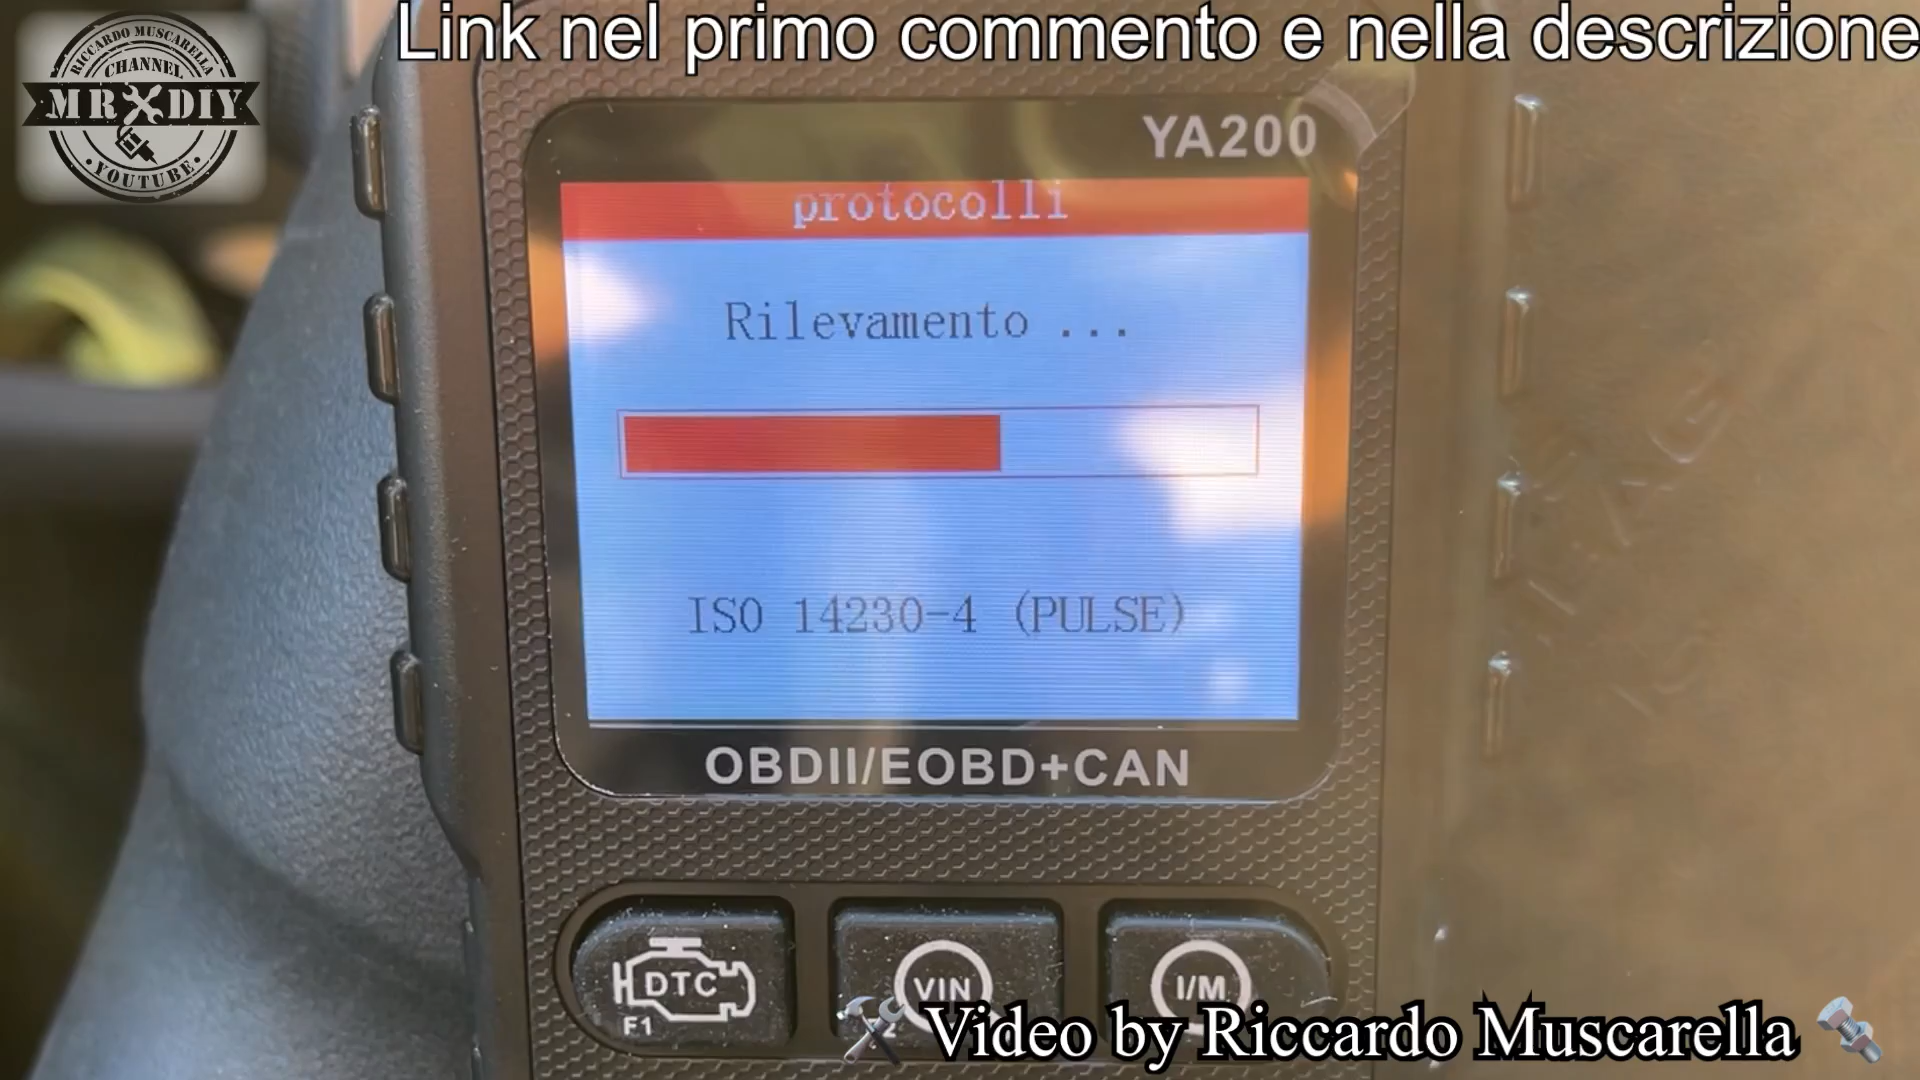 Link nel primo commento e nella descrizione
RICCARDO MUSCARELLA
CHANNEL
MR DIY
• YOUTUBE •
YA200
protocolli
Rilevamento ...
ISO 14230-4 (PULSE)
OBDII/EOBD+CAN
DTC
F1
VIN
I/M
Video by Riccardo Muscarella